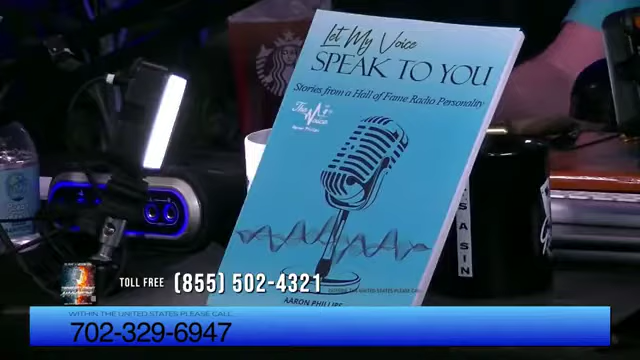 Let My Voice
SPEAK TO YOU
Stories from a Hall of Fame Radio Personality
The
Voice
AARON PHILLIPS
TOLL FREE (855) 502-4321
WITHIN THE UNITED STATES PLEASE CALL
702-329-6947